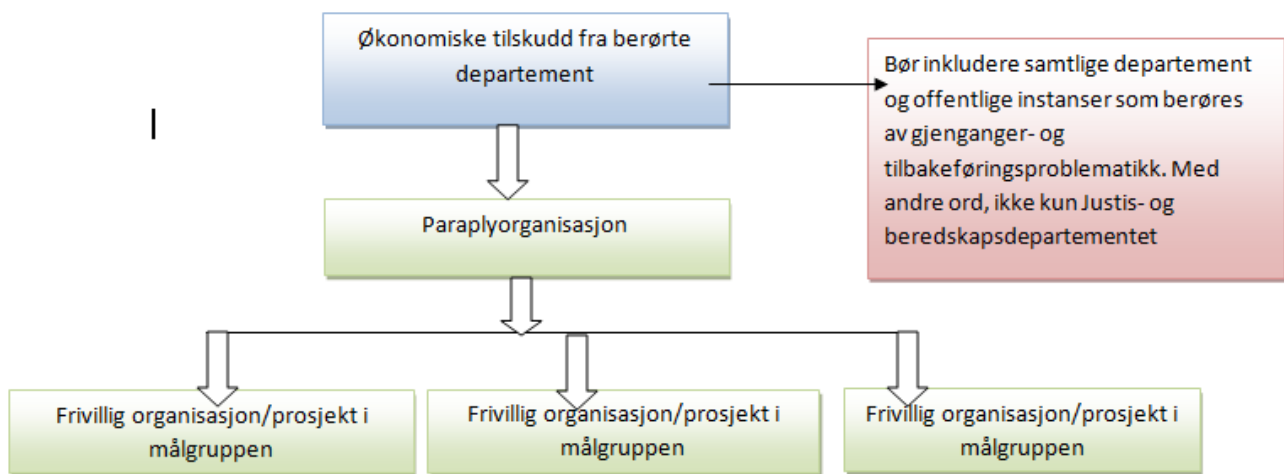 Økonomiske tilskudd fra berørte
departement
Bør inkludere samtlige departement
og offentlige instanser som berøres
av gjenganger- og
tilbakeføringsproblematikk. Med
andre ord, ikke kun Justis- og
beredskapsdepartementet
Paraplyorganisasjon
Frivillig organisasjon/prosjekt i
målgruppen
Frivillig organisasjon/prosjekt i
målgruppen
Frivillig organisasjon/prosjekt i
målgruppen